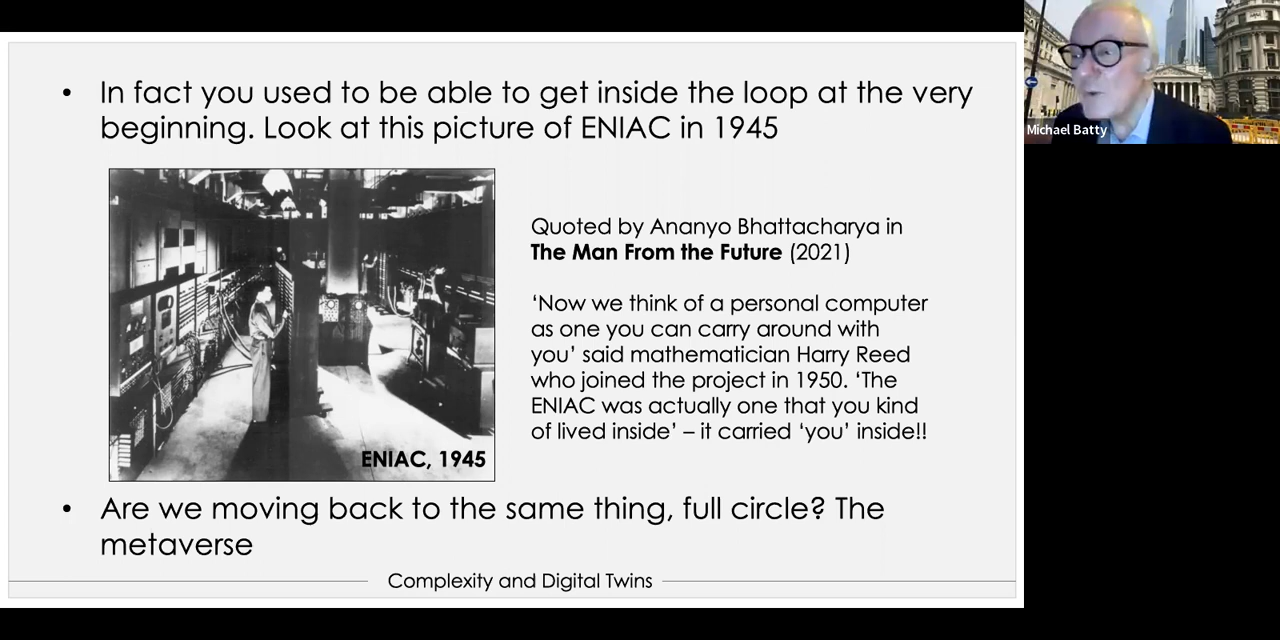 • In fact you used to be able to get inside the loop at the very
beginning. Look at this picture of ENIAC in 1945
Quoted by Ananyo Bhattacharya in
The Man From the Future (2021)
‘Now we think of a personal computer
as one you can carry around with
you’ said mathematician Harry Reed
who joined the project in 1950. ‘The
ENIAC was actually one that you kind
of lived inside’ – it carried ‘you’ inside!!
ENIAC, 1945
• Are we moving back to the same thing, full circle? The
metaverse
Complexity and Digital Twins
Michael Batty